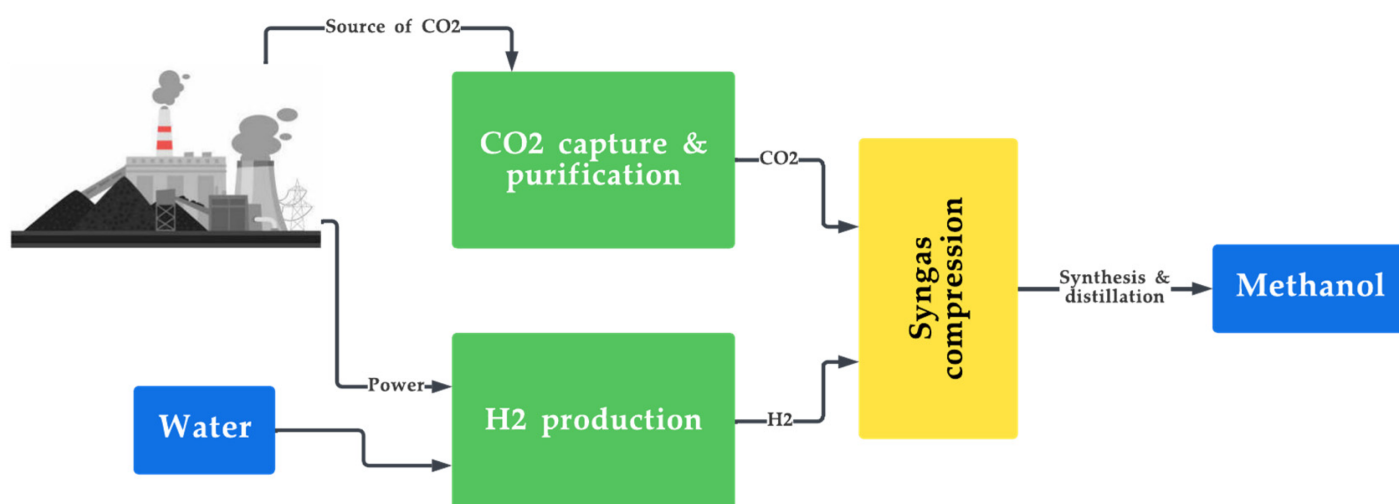 Source of CO2
CO2 capture &
purification
CO2
Syngas
compression
Synthesis &
distillation
Methanol
Power
Water
H2 production
H2